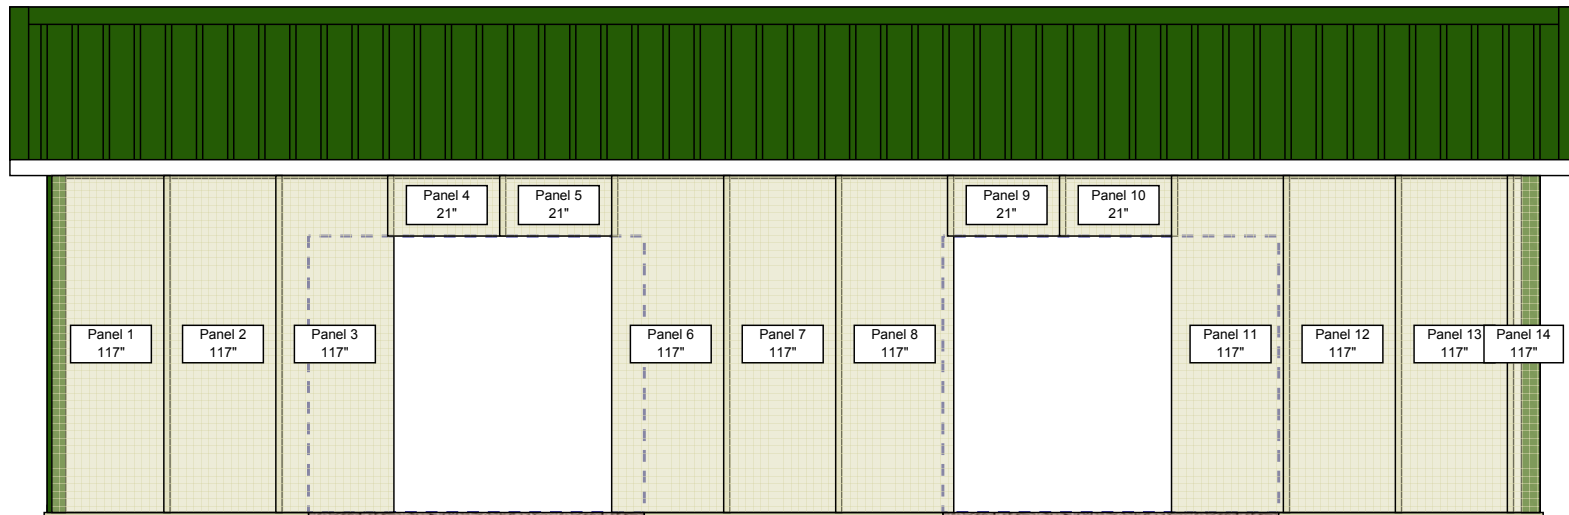 Panel 4
21"
Panel 5
21"
Panel 9
21"
Panel 10
21"
Panel 1
117"
Panel 2
117"
Panel 3
117"
Panel 6
117"
Panel 7
117"
Panel 8
117"
Panel 11
117"
Panel 12
117"
Panel 13
117"
Panel 14
117"